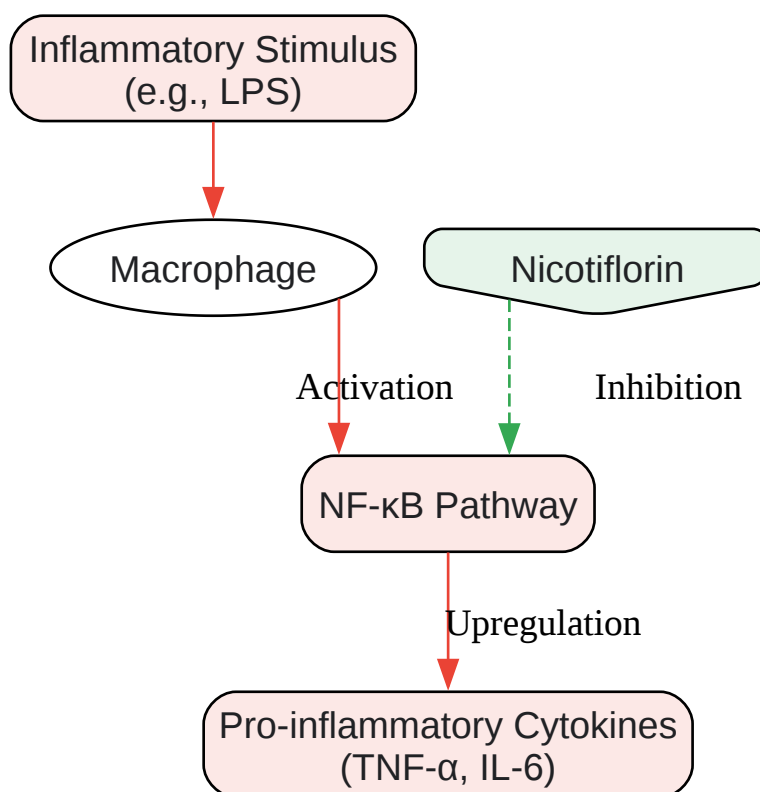 Inflammatory Stimulus
(e.g., LPS)
Macrophage
Nicotiflorin
Activation
Inhibition
NF-κB Pathway
Upregulation
Pro-inflammatory Cytokines
(TNF-α, IL-6)